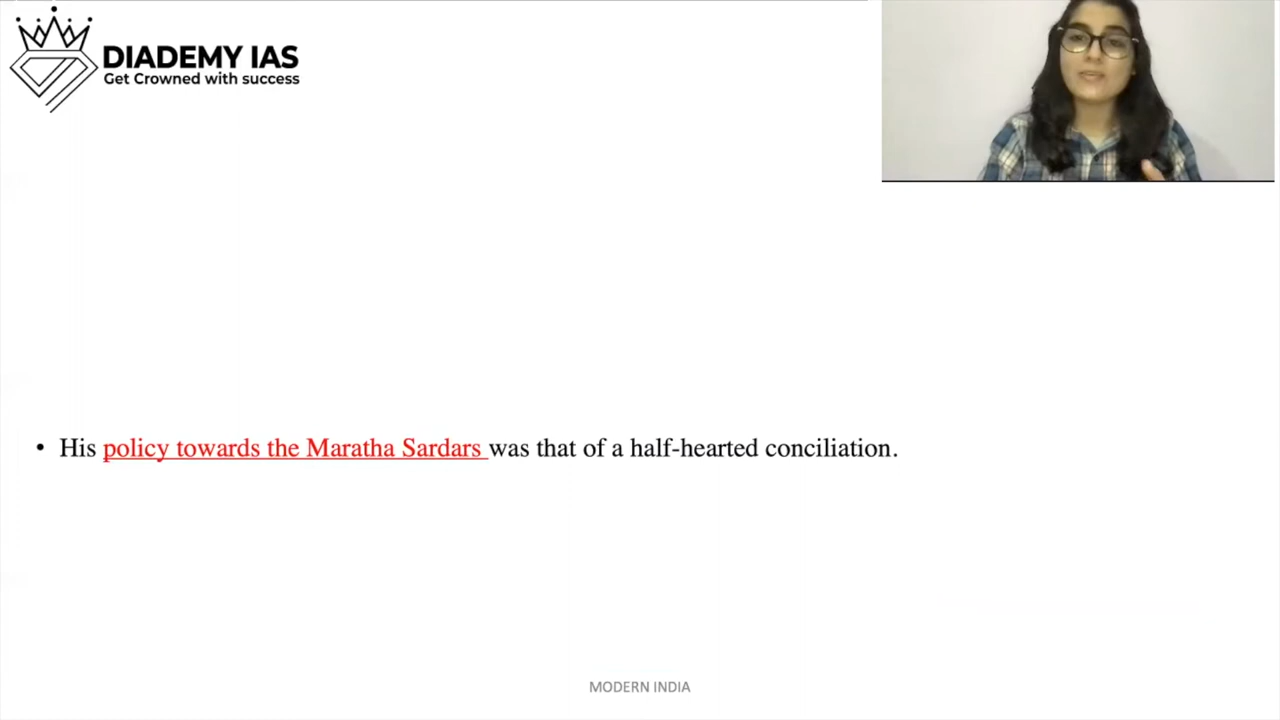 DIADEMY IAS
Get Crowned with success
• His policy towards the Maratha Sardars was that of a half-hearted conciliation.
MODERN INDIA